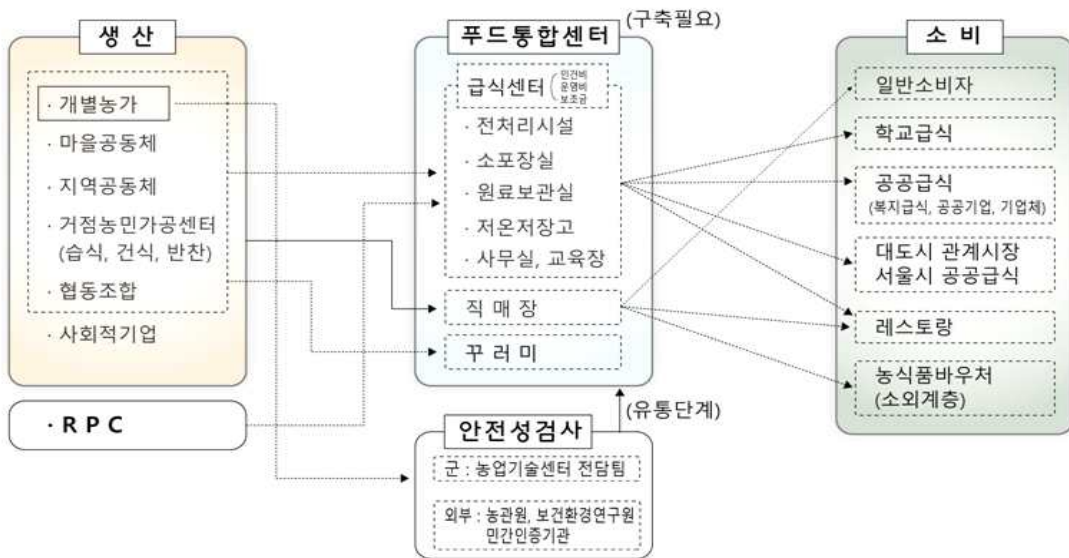 생 산
· 개별농가
· 마을공동체
· 지역공동체
· 거점농민가공센터
(습식, 건식, 반찬)
· 협동조합
· 사회적기업
· RPC
푸드통합센터
(구축필요)
급식센터
인건비
운영비
보조금
· 전처리시설
· 소포장실
· 원료보관실
· 저온저장고
· 사무실, 교육장
직 매 장
꾸 러 미
(유통단계)
안전성검사
군 : 농업기술센터 전담팀
외부 : 농관원, 보건환경연구원
민간인증기관
소 비
일반소비자
학교급식
공공급식
(복지급식, 공공기업, 기업체)
대도시 관계시장
서울시 공공급식
레스토랑
농식품바우처
(소외계층)